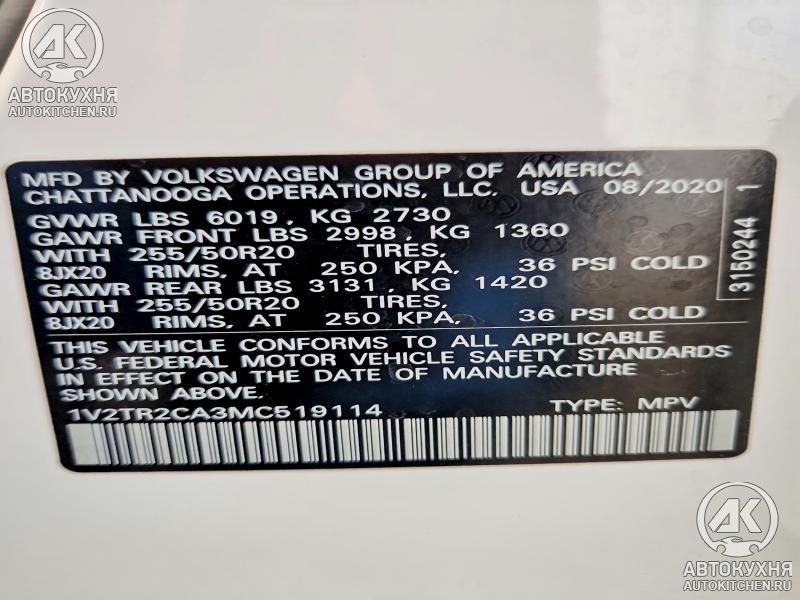 AK
АВТОКУХНЯ
AUTOKITCHEN.RU
MFD BY VOLKSWAGEN GROUP OF AMERICA
CHATTANOOGA OPERATIONS, LLC, USA 08/2020
GVWR LBS 6019, KG 2730
GAWR FRONT LBS 2998, KG 1360
WITH 255/50R20 TIRES,
8JX20 RIMS, AT 250 KPA, 36 PSI COLD
GAWR REAR LBS 3131, KG 1420
WITH 255/50R20 TIRES,
8JX20 RIMS, AT 250 KPA, 36 PSI COLD
THIS VEHICLE CONFORMS TO ALL APPLICABLE
U.S. FEDERAL MOTOR VEHICLE SAFETY STANDARDS
IN EFFECT ON THE DATE OF MANUFACTURE
SHOWN ABOVE.
1V2TR2CA3MC519114 TYPE: MPV
3150244 1
AK
АВТОКУХНЯ
AUTOKITCHEN.RU